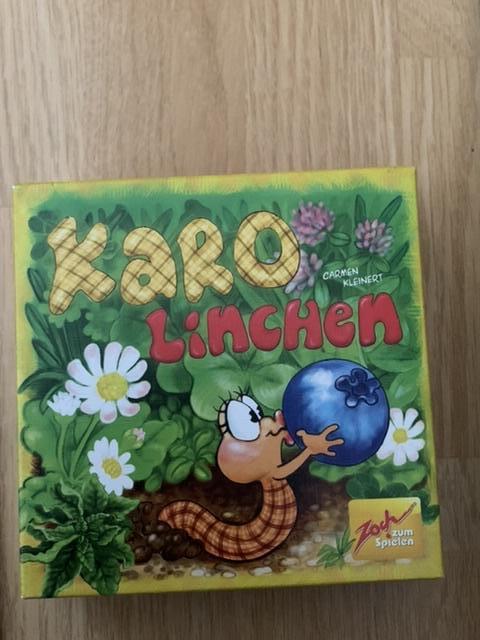 KaRO
CARMEN
KLEINERT
LiNCHEN
Zoch
zum
Spielen